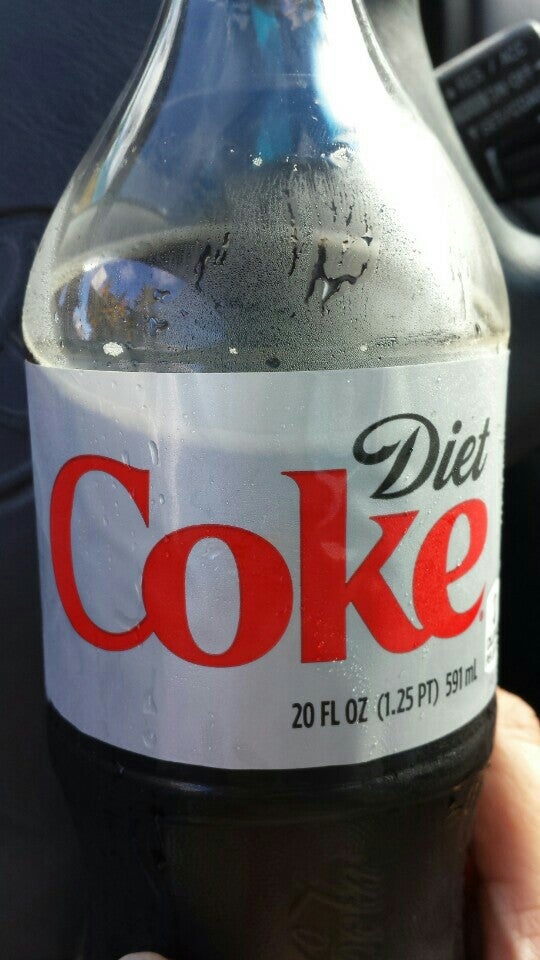 Diet
Coke
20 FL OZ (1.25 PT) 591 mL